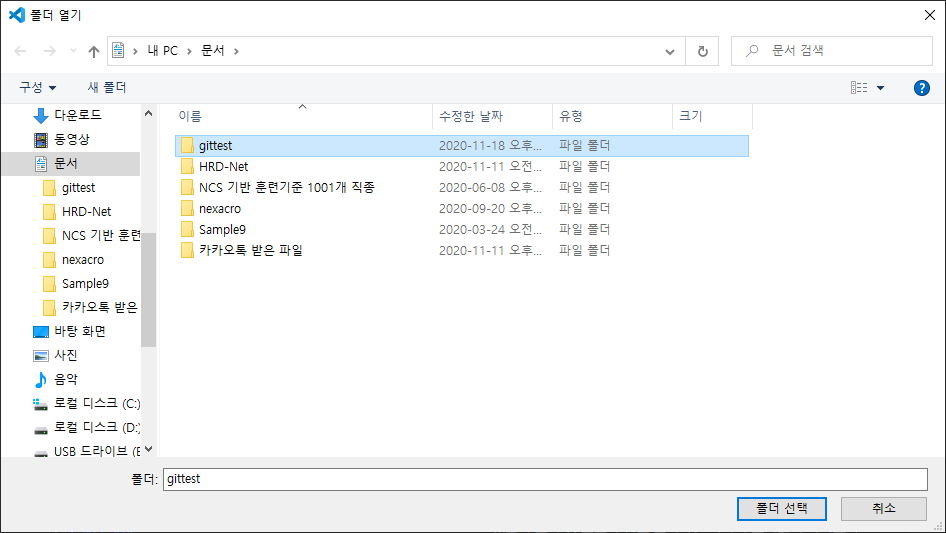 폴더 열기
내 PC
문서
문서 검색
구성
새 폴더
다운로드
동영상
문서
gittest
HRD-Net
NCS 기반 훈련
nexacro
Sample9
카카오톡 받은
바탕 화면
사진
음악
로컬 디스크 (C:)
로컬 디스크 (D:)
USB 드라이브 (E
이름 수정한 날짜 유형 크기
gittest 2020-11-18 오후... 파일 폴더
HRD-Net 2020-11-11 오전... 파일 폴더
NCS 기반 훈련기준 1001개 직종 2020-06-08 오후... 파일 폴더
nexacro 2020-09-20 오후... 파일 폴더
Sample9 2020-03-24 오전... 파일 폴더
카카오톡 받은 파일 2020-11-11 오후... 파일 폴더
폴더: gittest
폴더 선택 취소